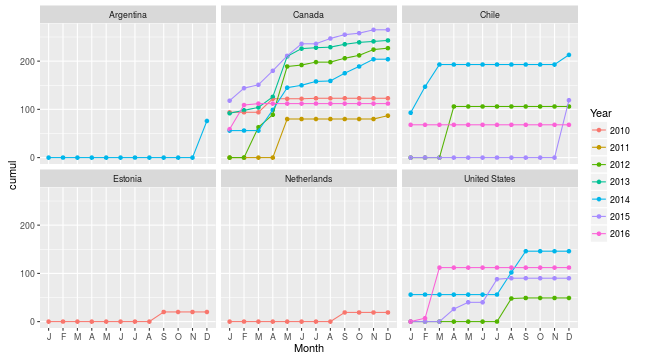 Argentina Canada Chile
200
100
0
Estonia Netherlands United States
200
100
0
J F M A M J J A S O N D J F M A M J J A S O N D J F M A M J J A S O N D
Month
cumul
Year
2010
2011
2012
2013
2014
2015
2016